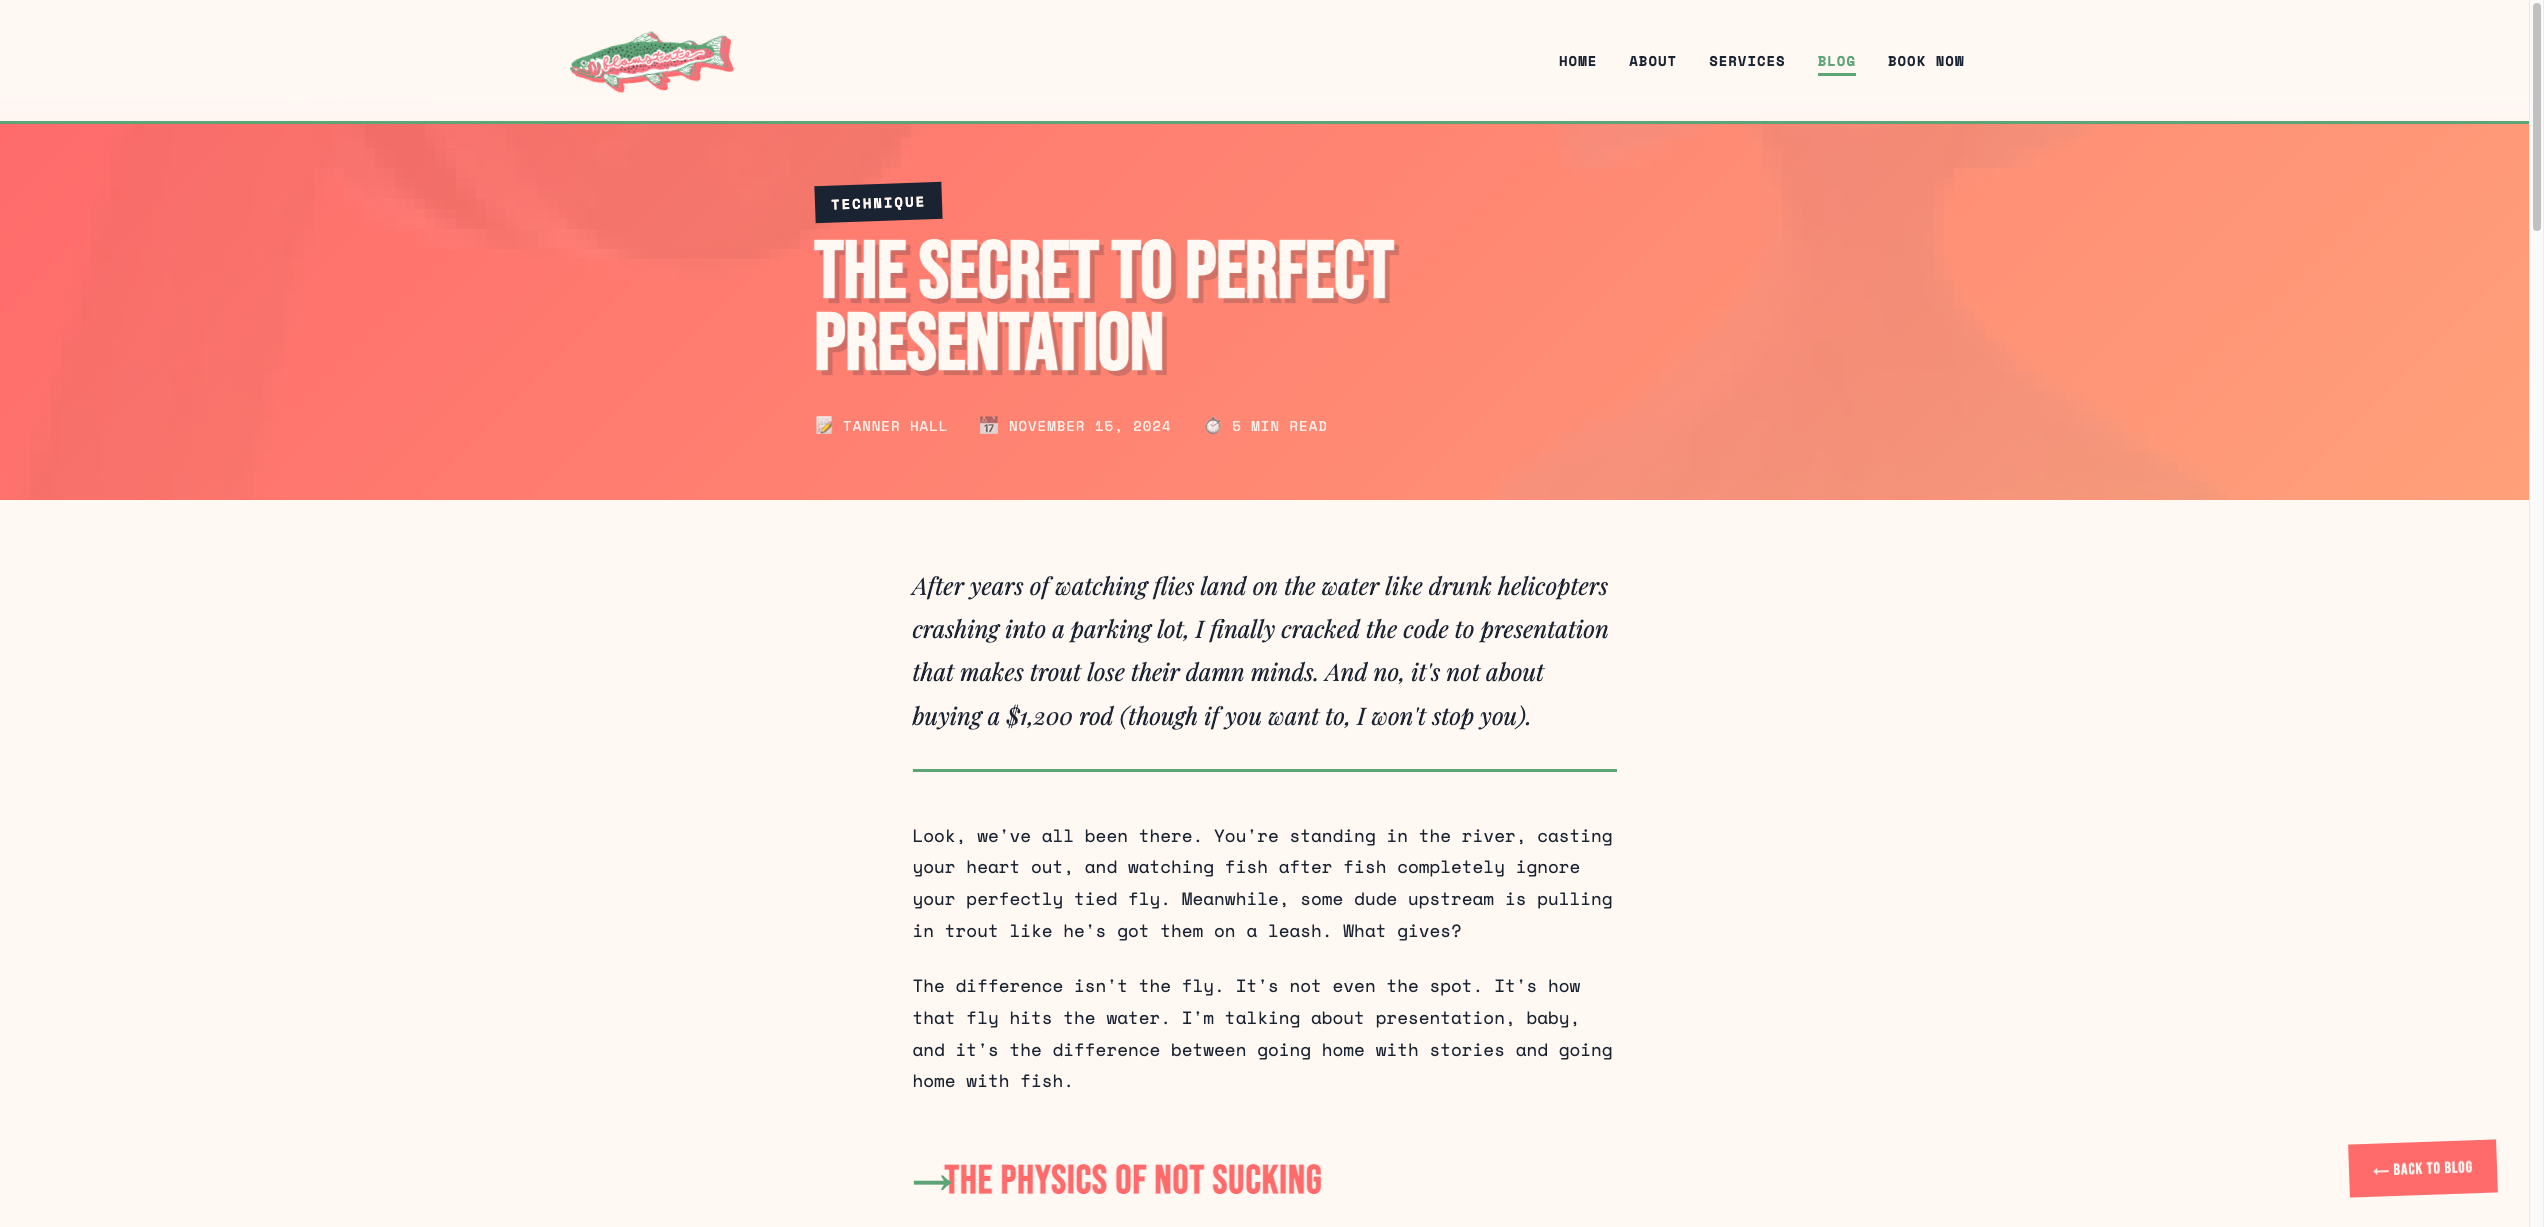 HOME ABOUT SERVICES BLOG BOOK NOW
TECHNIQUE
THE SECRET TO PERFECT
PRESENTATION
TANNER HALL NOVEMBER 15, 2024 5 MIN READ
After years of watching flies land on the water like drunk helicopters
crashing into a parking lot, I finally cracked the code to presentation
that makes trout lose their damn minds. And no, it's not about
buying a $1,200 rod (though if you want to, I won't stop you).
Look, we've all been there. You're standing in the river, casting
your heart out, and watching fish after fish completely ignore
your perfectly tied fly. Meanwhile, some dude upstream is pulling
in trout like he's got them on a leash. What gives?
The difference isn't the fly. It's not even the spot. It's how
that fly hits the water. I'm talking about presentation, baby,
and it's the difference between going home with stories and going
home with fish.
→THE PHYSICS OF NOT SUCKING
← BACK TO BLOG